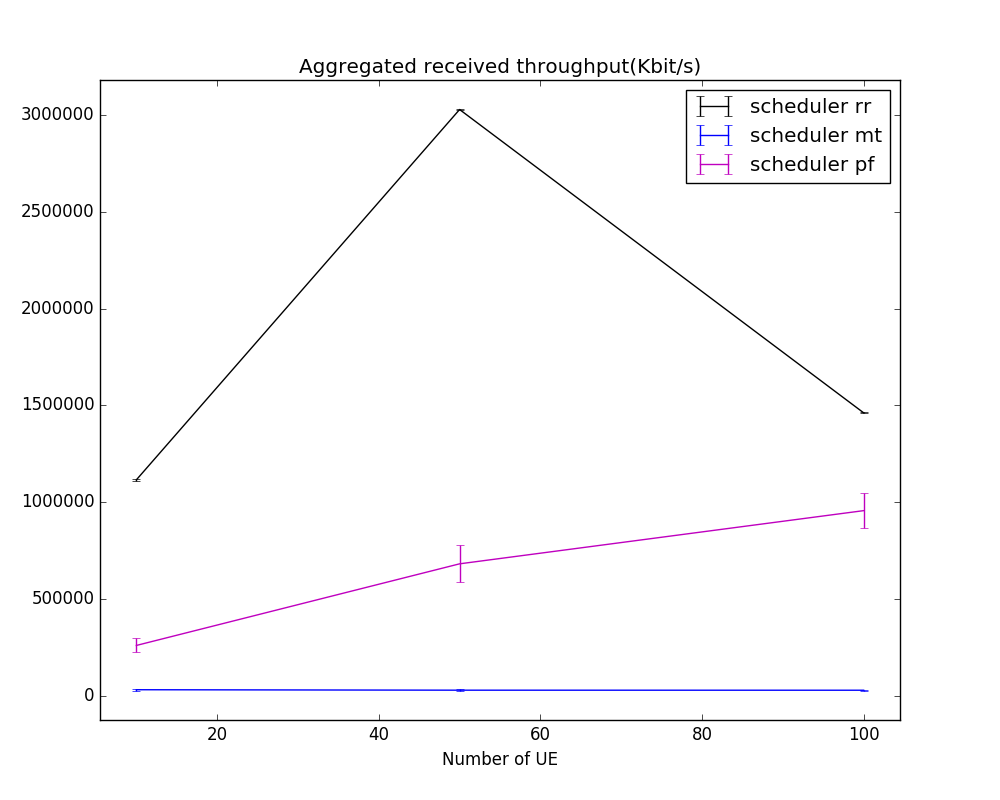 Aggregated received throughput(Kbit/s)
scheduler rr
scheduler mt
scheduler pf
3000000
2500000
2000000
1500000
1000000
500000
0
20 40 60 80 100
Number of UE